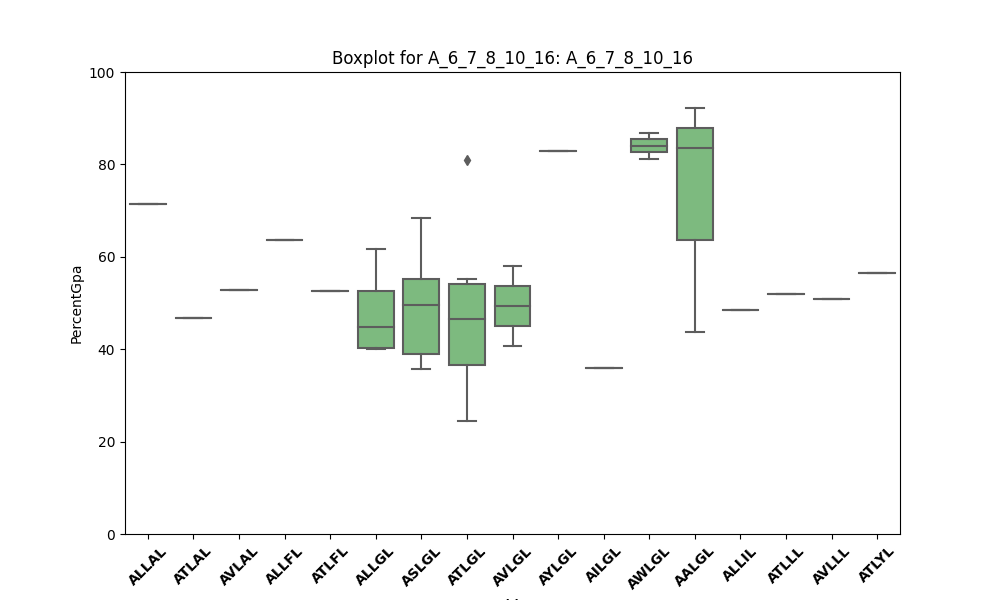 Boxplot for A_6_7_8_10_16: A_6_7_8_10_16
100
80
60
40
20
0
PercentGpa
ALLAL
ATLAL
AVLAL
ALLFL
ATLFL
ALLGL
ASLGL
ATLGL
AVLGL
AYLGL
AILGL
AWLGL
AALGL
ALLIL
ATLLL
AVLLL
ATLYL